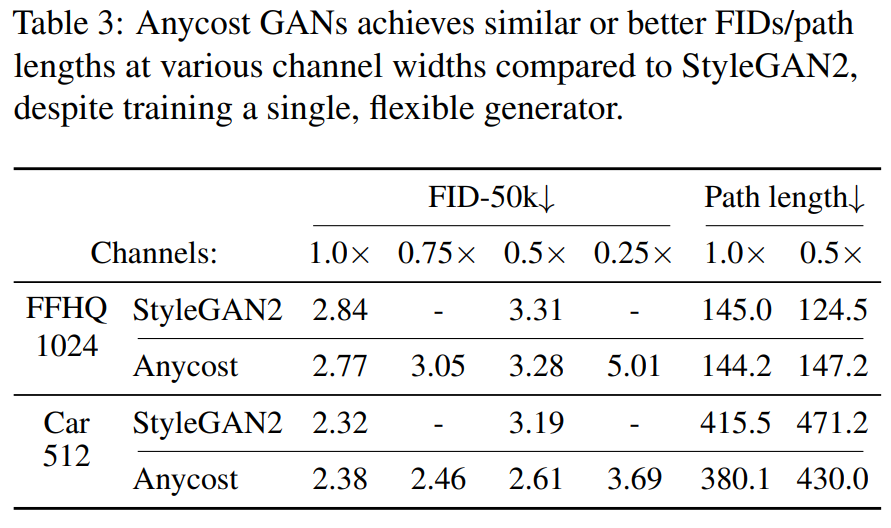 Table 3: Anycost GANs achieves similar or better FIDs/path
lengths at various channel widths compared to StyleGAN2,
despite training a single, flexible generator.
FID-50k↓ Path length↓
Channels: 1.0× 0.75× 0.5× 0.25× 1.0× 0.5×
FFHQ 1024 StyleGAN2 2.84 - 3.31 - 145.0 124.5
Anycost 2.77 3.05 3.28 5.01 144.2 147.2
Car 512 StyleGAN2 2.32 - 3.19 - 415.5 471.2
Anycost 2.38 2.46 2.61 3.69 380.1 430.0